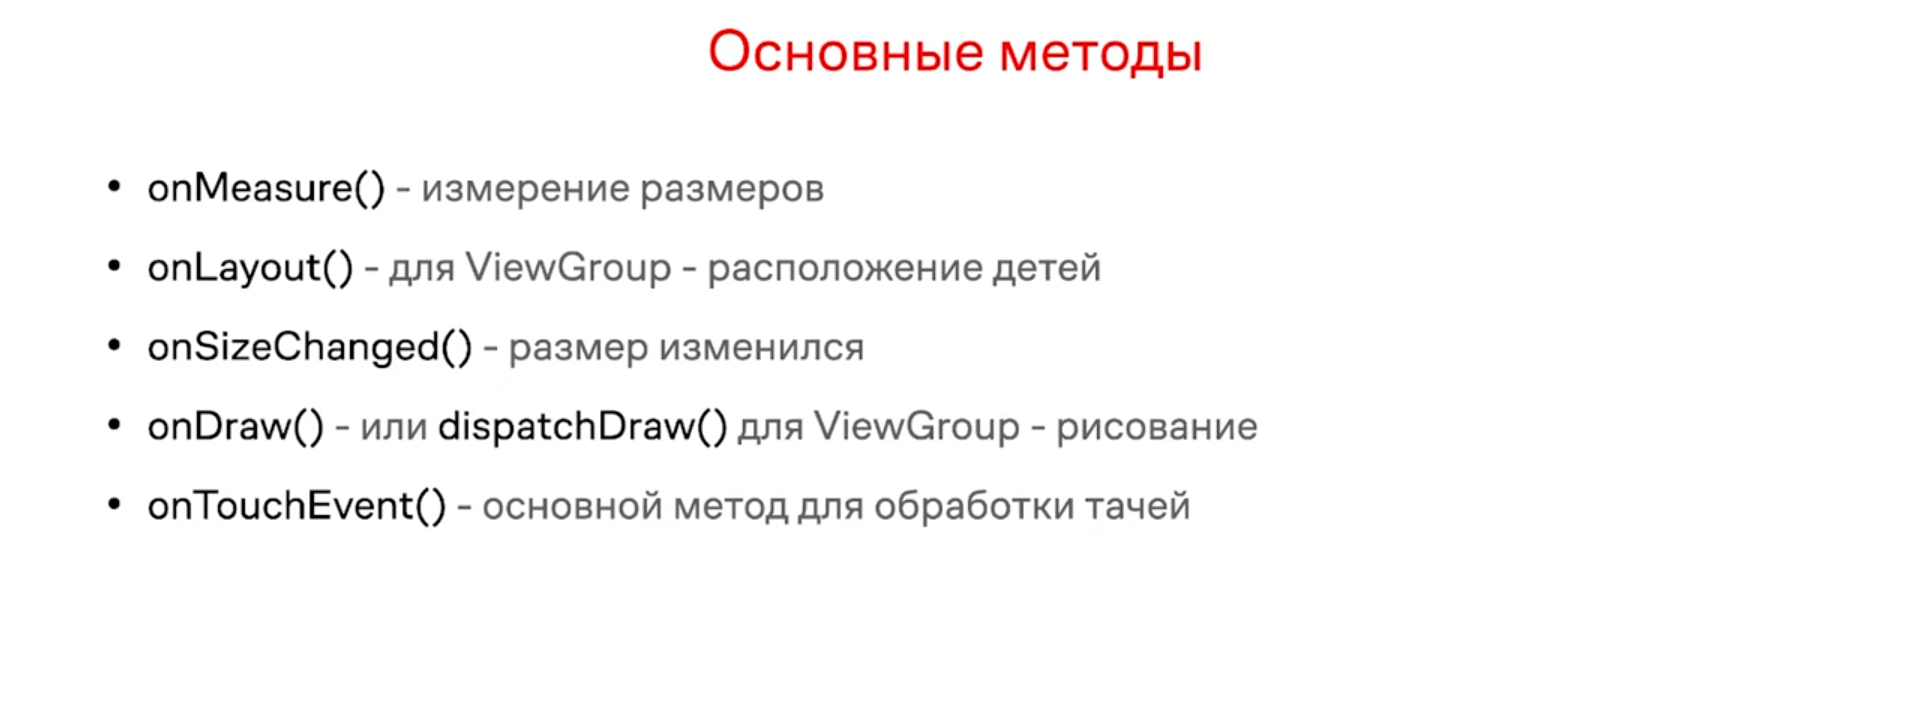 Основные методы
• onMeasure() - измерение размеров
• onLayout() - для ViewGroup - расположение детей
• onSizeChanged() - размер изменился
• onDraw() - или dispatchDraw() для ViewGroup - рисование
• onTouchEvent() - основной метод для обработки тачей